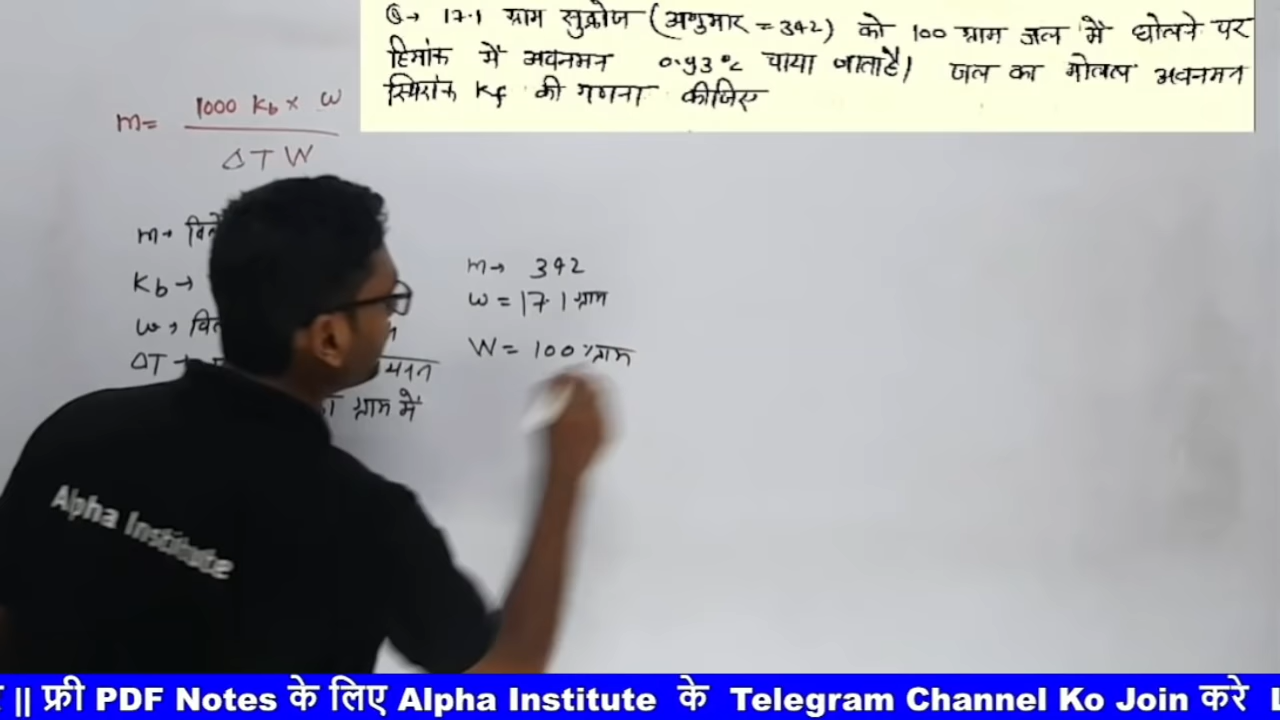 Q→ 17.1 ग्राम सुक्रोज (अणुभार = 342) को 100 ग्राम जल में घोलने पर
हिमांक में अवनमन 0.93°C पाया जाता है। जल का मोलल अवनमन
स्थिरांक Kf की गणना कीजिए
m= 1000 Kb × w
ΔT W
m→
Kb→
w→
ΔT→
ग्राम में
m→ 342
w = 17.1 ग्राम
W = 100 ग्राम
Alpha Institute
|| फ्री PDF Notes के लिए Alpha Institute के Telegram Channel Ko Join करे